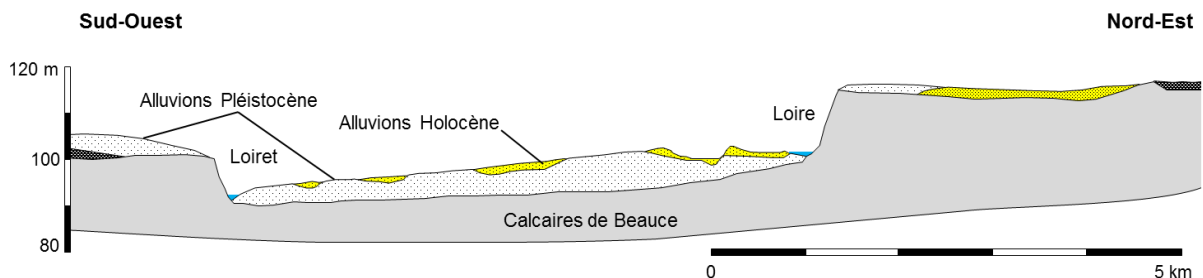 Sud-Ouest
Nord-Est
120 m
Alluvions Pléistocène
Alluvions Holocène
Loire
Loiret
100
Calcaires de Beauce
80
0
5 km